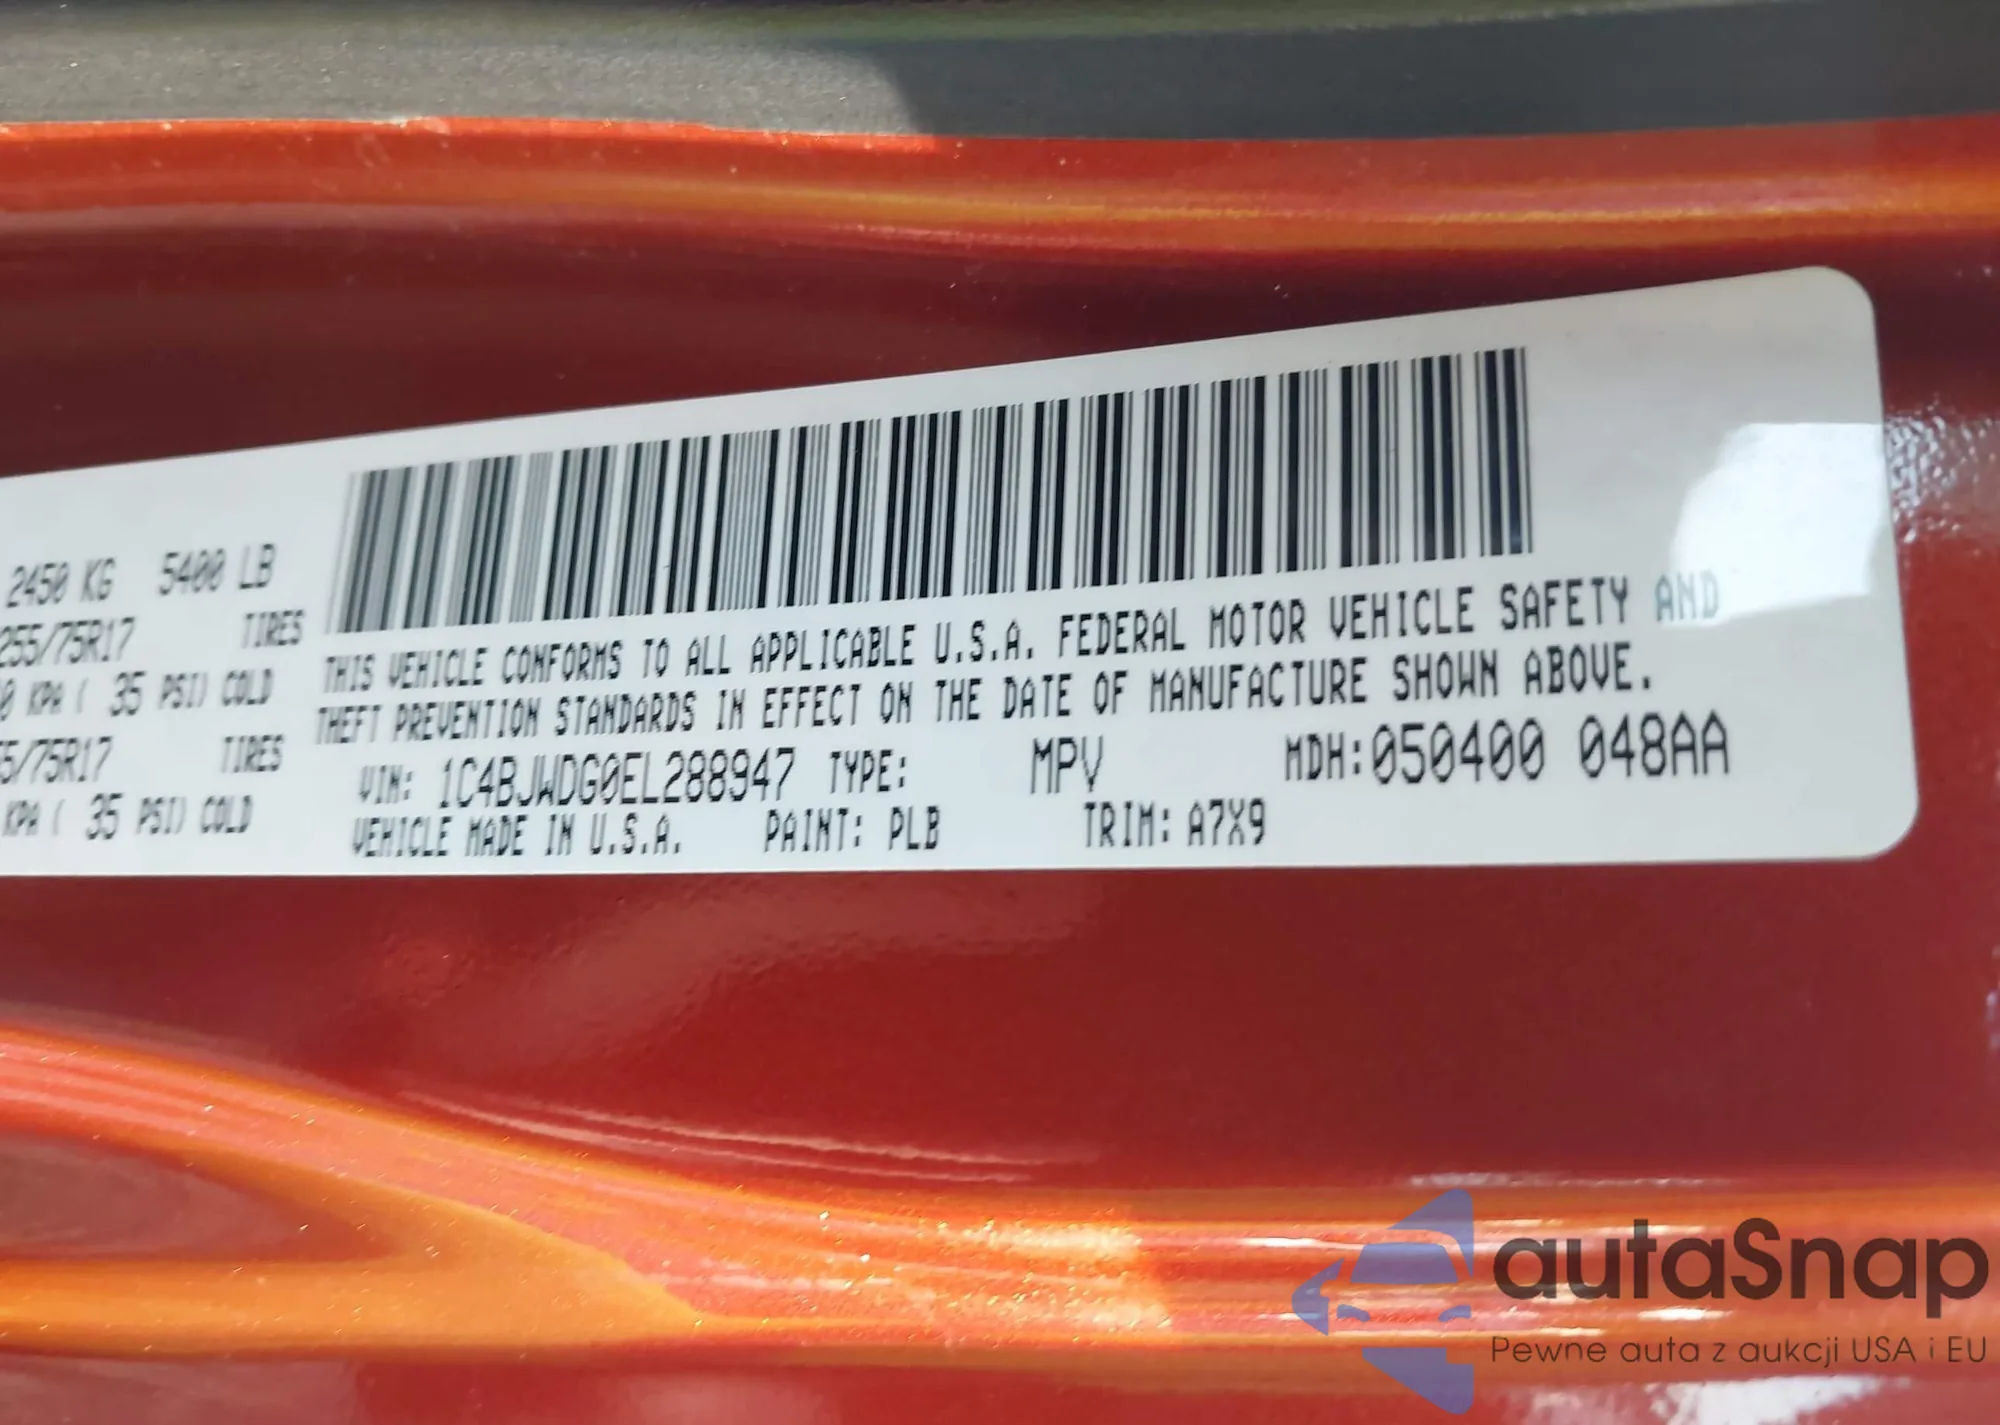 2450 KG 5400 LB
255/75R17 TIRES
KPA ( 35 PSI) COLD
/75R17 TIRES
KPA ( 35 PSI) COLD
THIS VEHICLE CONFORMS TO ALL APPLICABLE U.S.A. FEDERAL MOTOR VEHICLE SAFETY AND
THEFT PREVENTION STANDARDS IN EFFECT ON THE DATE OF MANUFACTURE SHOWN ABOVE.
VIN: 1C4BJWDG0EL288947 TYPE: MPV MDH:050400 048AA
VEHICLE MADE IN U.S.A. PAINT: PLB TRIM: A7X9
autaSnap
Pewne auta z aukcji USA i EU